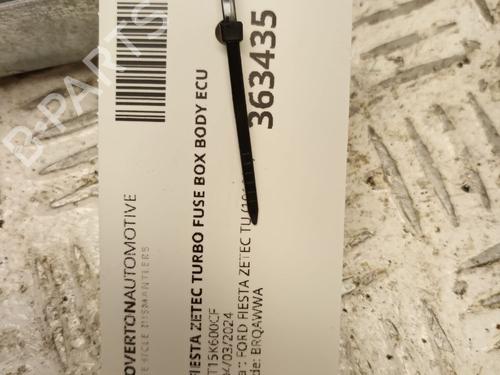 OVERTONAUTOMOTIVE
FIESTA ZETEC TURBO FUSE BOX BODY ECU
T15K600CF
/03/2024
FORD FIESTA ZETEC TU
de: BRQAWWA
363435
B-PARTS